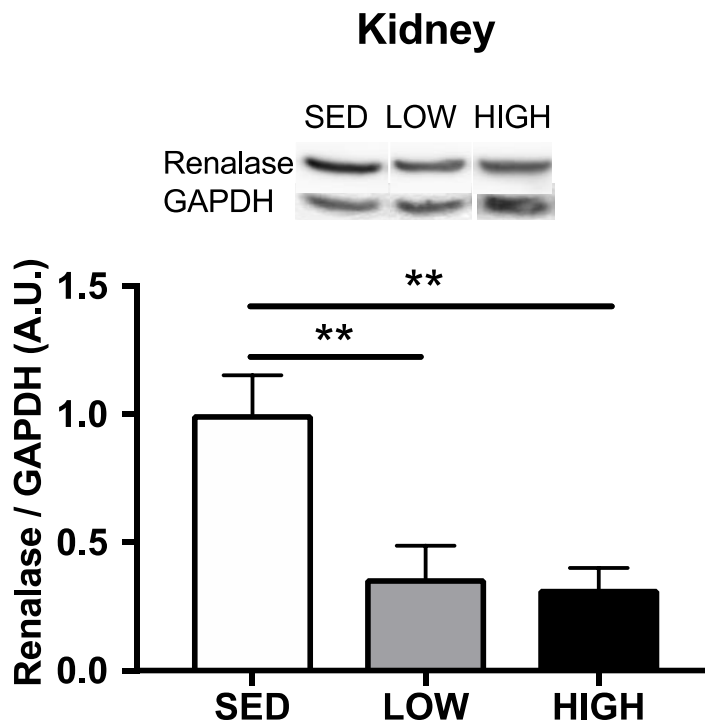 Kidney
SED LOW HIGH
Renalase
GAPDH
Renalase / GAPDH (A.U.)
1.5
1.0
0.5
0.0
**
**
SED LOW HIGH